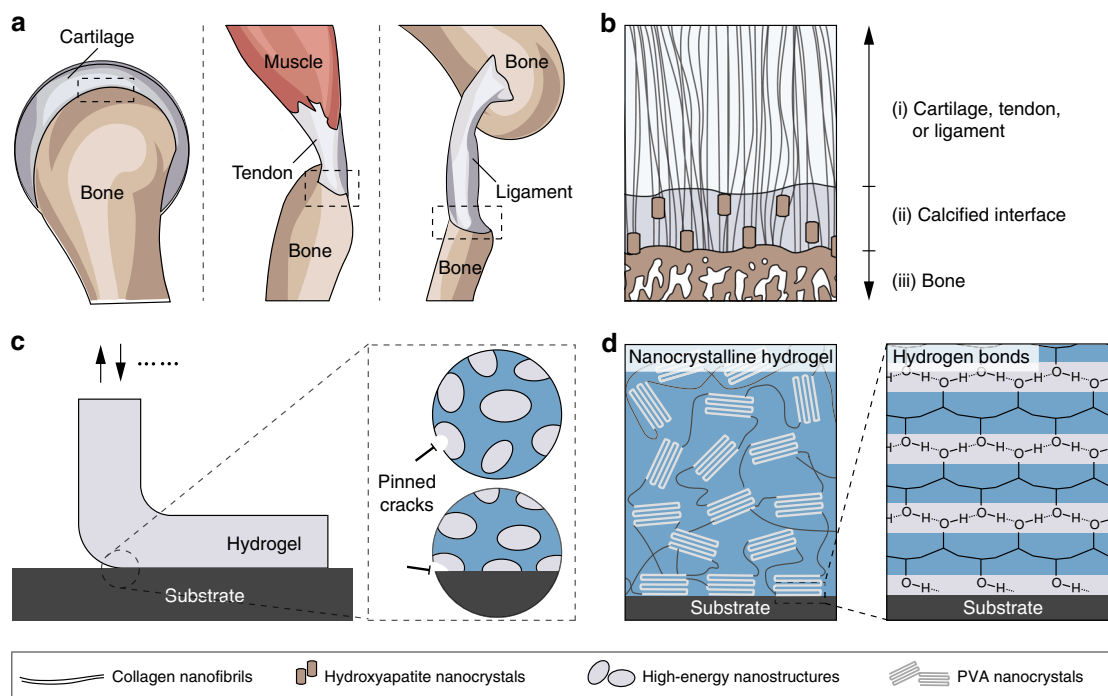 a
Cartilage
Bone
Muscle
Tendon
Bone
Bone
Ligament
Bone
b
(i) Cartilage, tendon,
or ligament
(ii) Calcified interface
(iii) Bone
c
Hydrogel
Substrate
Pinned
cracks
d
Nanocrystalline hydrogel
Substrate
Hydrogen bonds
O H O H O H
O H O H O H
O H O H O H
O H O H O H
Substrate
Collagen nanofibrils
Hydroxyapatite nanocrystals
High-energy nanostructures
PVA nanocrystals